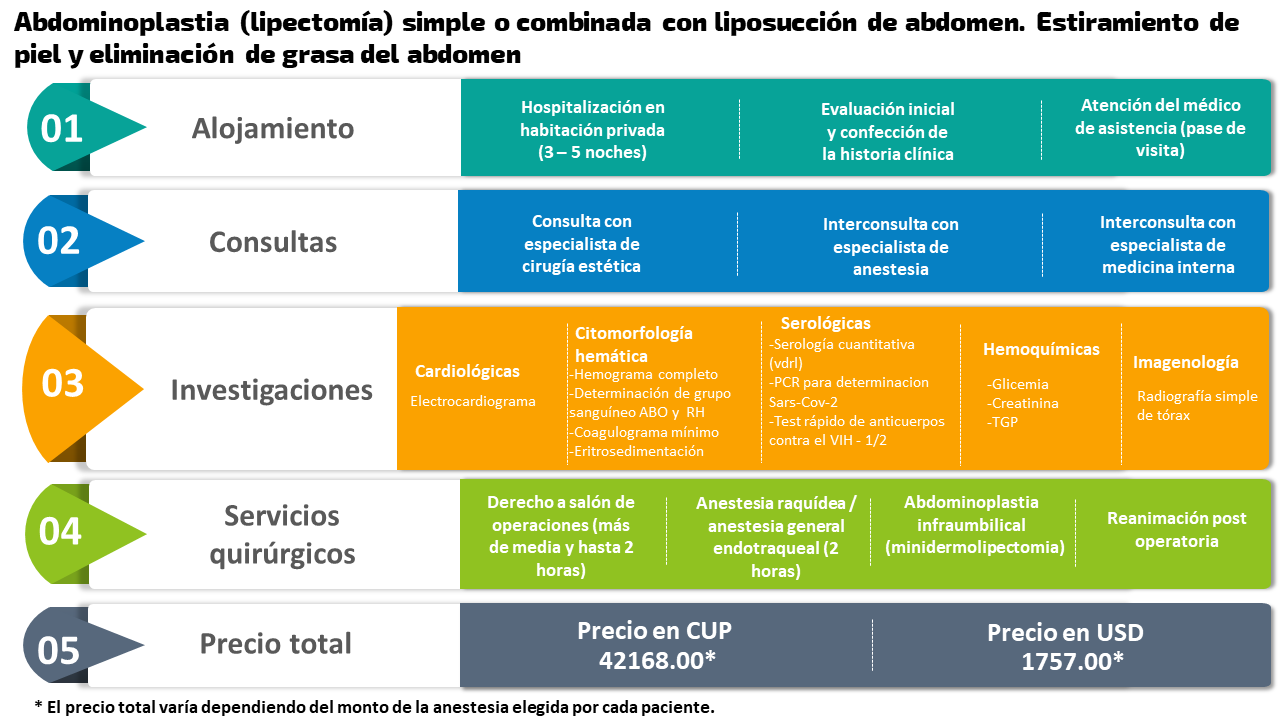 Abdominoplastia (lipectomía) simple o combinada con liposucción de abdomen. Estiramiento de
piel y eliminación de grasa del abdomen
01
Alojamiento
Hospitalización en
habitación privada
(3 – 5 noches)
Evaluación inicial
y confección de
la historia clínica
Atención del médico
de asistencia (pase de
visita)
02
Consultas
Consulta con
especialista de
cirugía estética
Interconsulta con
especialista de
anestesia
Interconsulta con
especialista de
medicina interna
03
Investigaciones
Cardiológicas
Electrocardiograma
Citomorfología
hemática
-Hemograma completo
-Determinación de grupo
sanguíneo ABO y RH
-Coagulograma mínimo
-Eritrosedimentación
Serológicas
-Serología cuantitativa
(vdrl)
-PCR para determinacion
Sars-Cov-2
-Test rápido de anticuerpos
contra el VIH - 1/2
Hemoquímicas
-Glicemia
-Creatinina
-TGP
Imagenología
Radiografía simple
de tórax
04
Servicios
quirúrgicos
Derecho a salón de
operaciones (más
de media y hasta 2
horas)
Anestesia raquídea /
anestesia general
endotraqueal (2
horas)
Abdominoplastia
infraumbilical
(minidermolipectomia)
Reanimación post
operatoria
05
Precio total
Precio en CUP
42168.00*
Precio en USD
1757.00*
* El precio total varía dependiendo del monto de la anestesia elegida por cada paciente.